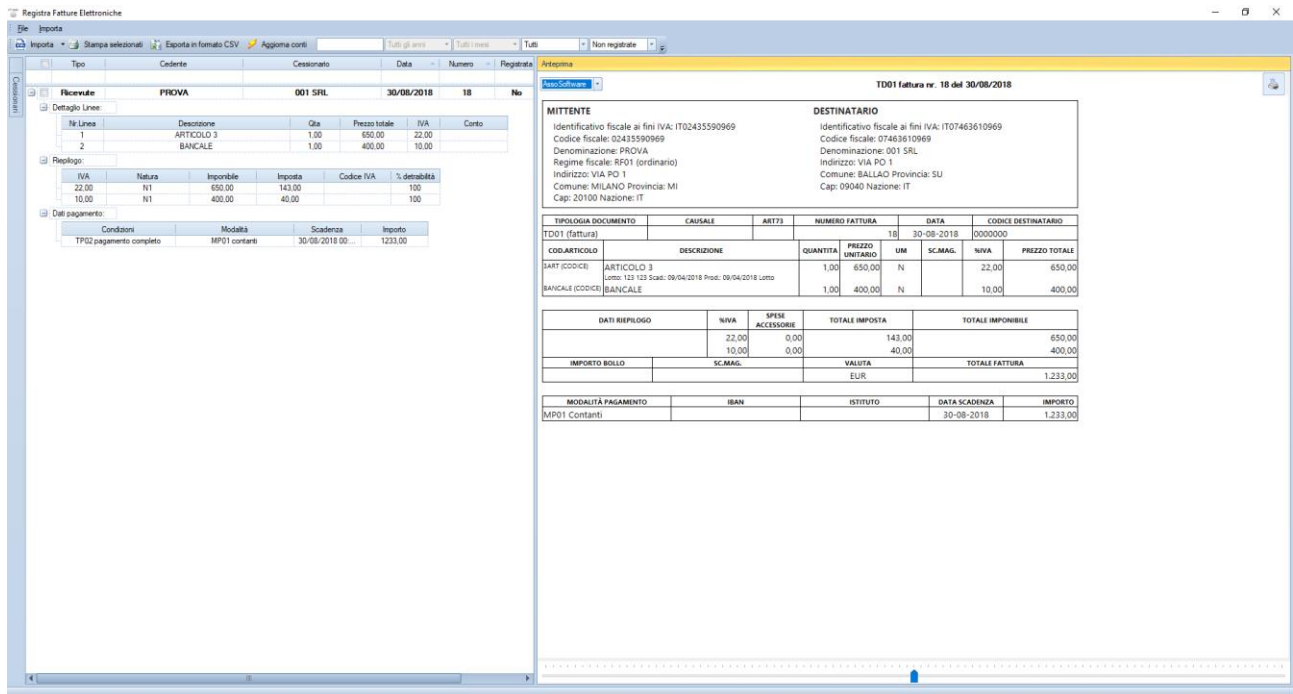 Registra Fatture Elettroniche
File Importa
Importa Stampa selezionati Esporta in formato CSV Aggiorna conti Tutti gli anni Tutti i mesi Tutti Non registrate
Cessionari
Tipo Cedente Cessionario Data Numero Registrata
Ricevute PROVA 001 SRL 30/08/2018 18 No
Dettaglio Linee:
Nr.Linea Descrizione Qta Prezzo totale IVA Conto
1 ARTICOLO 3 1,00 650,00 22,00
2 BANCALE 1,00 400,00 10,00
Riepilogo:
IVA Natura Imponibile Imposta Codice IVA % detraibilità
22,00 N1 650,00 143,00 100
10,00 N1 400,00 40,00 100
Dati pagamento:
Condizioni Modalità Scadenza Importo
TP02 pagamento completo MP01 contanti 30/08/2018 00:... 1233,00
Anteprima
AssoSoftware
TD01 fattura nr. 18 del 30/08/2018
MITTENTE
Identificativo fiscale ai fini IVA: IT02435590969
Codice fiscale: 02435590969
Denominazione: PROVA
Regime fiscale: RF01 (ordinario)
Indirizzo: VIA PO 1
Comune: MILANO Provincia: MI
Cap: 20100 Nazione: IT
DESTINATARIO
Identificativo fiscale ai fini IVA: IT07463610969
Codice fiscale: 07463610969
Denominazione: 001 SRL
Indirizzo: VIA PO 1
Comune: BALLAO Provincia: SU
Cap: 09040 Nazione: IT
TIPOLOGIA DOCUMENTO CAUSALE ART73 NUMERO FATTURA DATA CODICE DESTINATARIO
TD01 (fattura) 18 30-08-2018 0000000
COD.ARTICOLO DESCRIZIONE QUANTITA PREZZO UNITARIO UM SC.MAG. %IVA PREZZO TOTALE
3ART (CODICE) ARTICOLO 3 1,00 650,00 N 22,00 650,00
Lotto: 123 123 Scad.: 09/04/2018 Prod.: 09/04/2018 Lotto
BANCALE (CODICE) BANCALE 1,00 400,00 N 10,00 400,00
DATI RIEPILOGO %IVA SPESE ACCESSORIE TOTALE IMPOSTA TOTALE IMPONIBILE
22,00 0,00 143,00 650,00
10,00 0,00 40,00 400,00
IMPORTO BOLLO SC.MAG. VALUTA TOTALE FATTURA
EUR 1.233,00
MODALITÀ PAGAMENTO IBAN ISTITUTO DATA SCADENZA IMPORTO
MP01 Contanti 30-08-2018 1.233,00